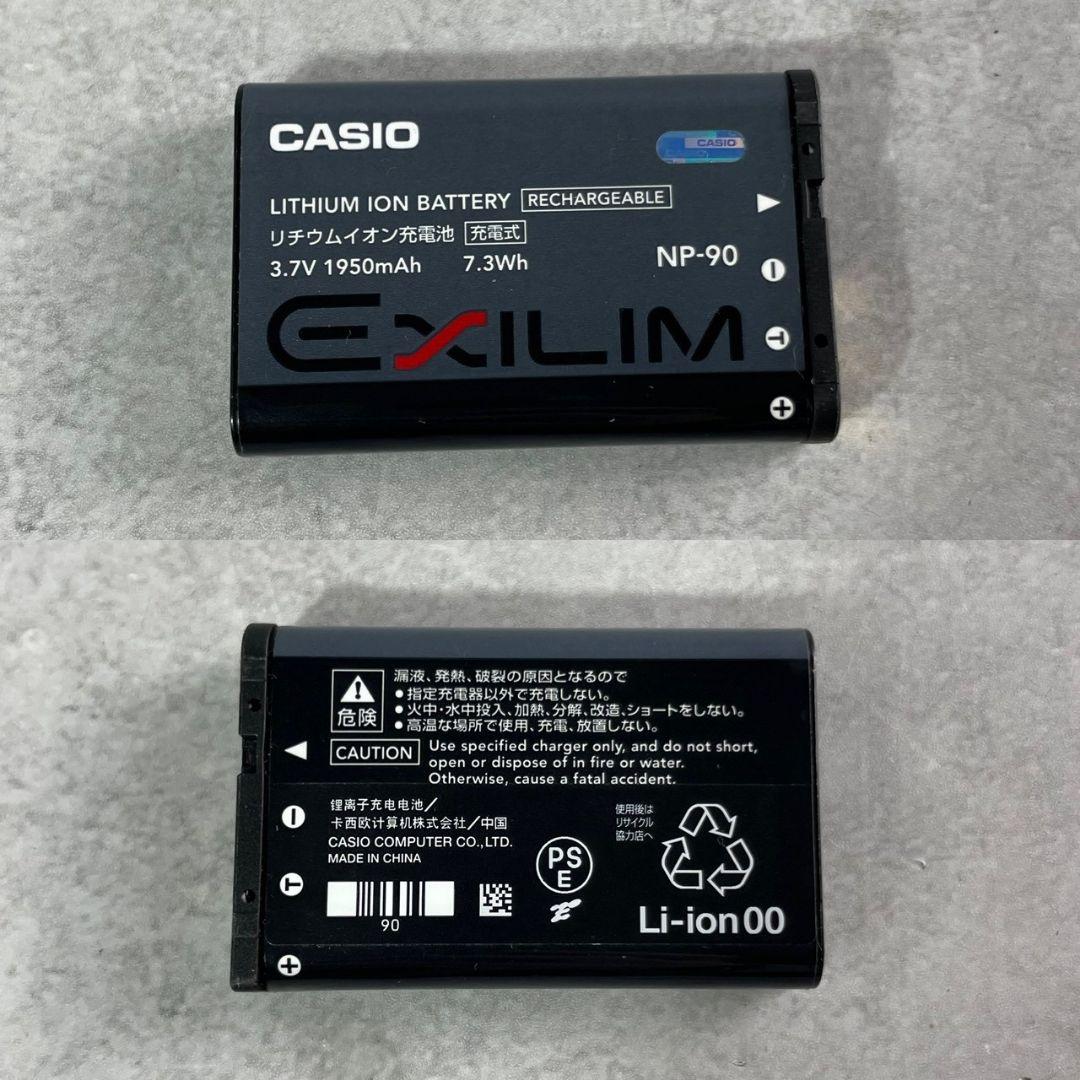 CASIO
CASIO
LITHIUM ION BATTERY RECHARGEABLE
リチウムイオン充電池 充電式
3.7V 1950mAh 7.3Wh NP-90
EXILIM
T
漏液、発熱、破裂の原因となるので
危険
●指定充電器以外で充電しない。
●火中・水中投入、加熱、分解、改造、ショートをしない。
●高温な場所で使用、充電、放置しない。
CAUTION
Use specified charger only, and do not short,
open or dispose of in fire or water.
Otherwise, cause a fatal accident.
锂离子充电电池/
卡西欧计算机株式会社/中国
CASIO COMPUTER CO.,LTD.
MADE IN CHINA
90
T
PS
E
使用後は
リサイクル
協力店へ
Li-ion00